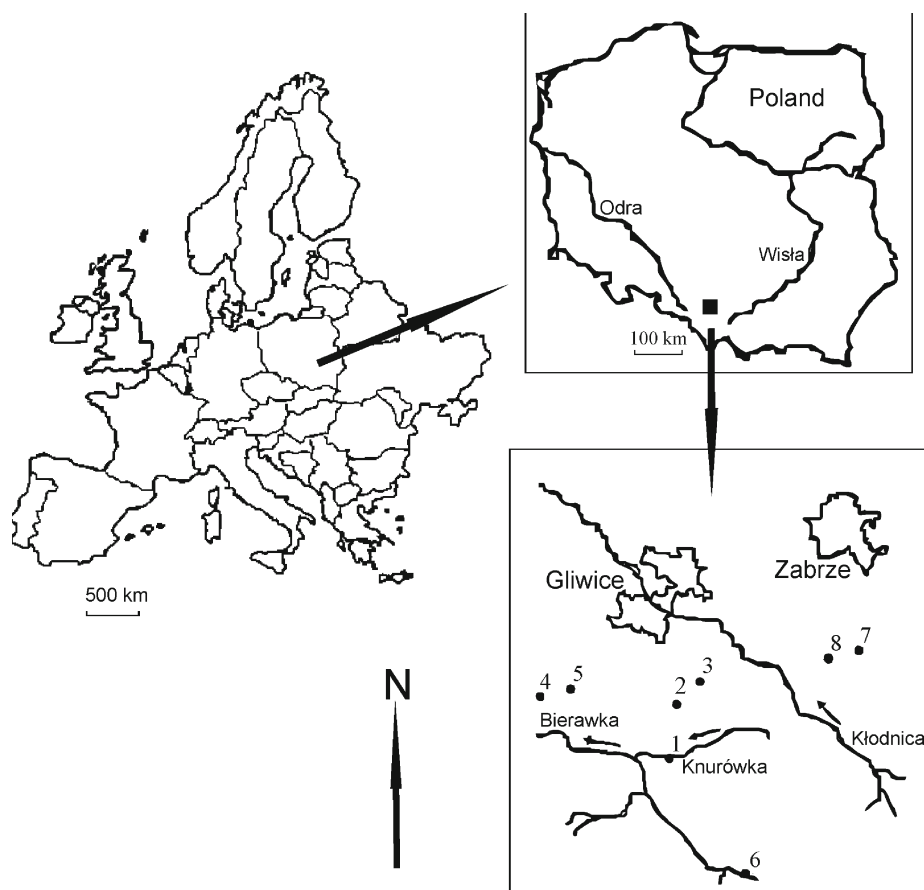 500 km
N
Poland
Odra
Wisła
100 km
Gliwice
Zabrze
8
7
3
5
4
2
Bierawka
Kłodnica
1
Knurówka
6